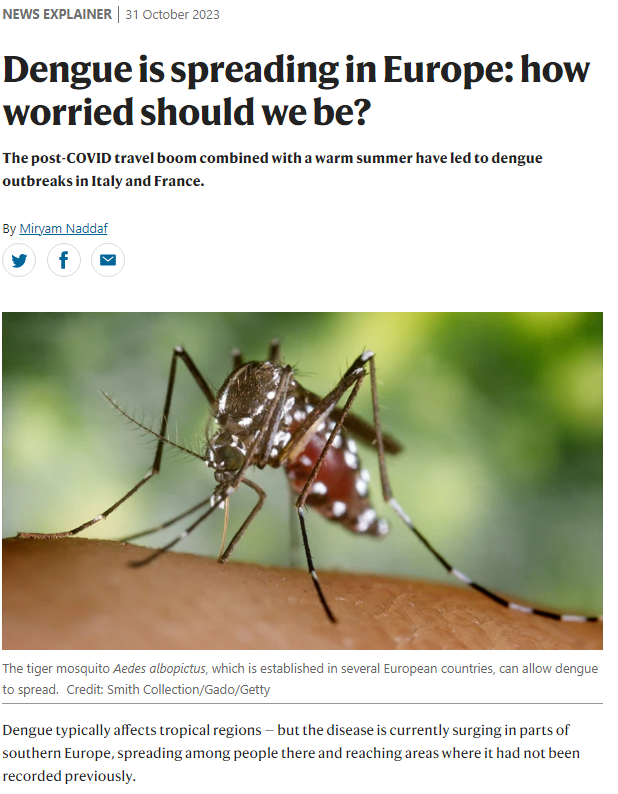 NEWS EXPLAINER | 31 October 2023
Dengue is spreading in Europe: how
worried should we be?
The post-COVID travel boom combined with a warm summer have led to dengue
outbreaks in Italy and France.
By Miryam Naddaf
The tiger mosquito Aedes albopictus, which is established in several European countries, can allow dengue
to spread. Credit: Smith Collection/Gado/Getty
Dengue typically affects tropical regions — but the disease is currently surging in parts of
southern Europe, spreading among people there and reaching areas where it had not been
recorded previously.